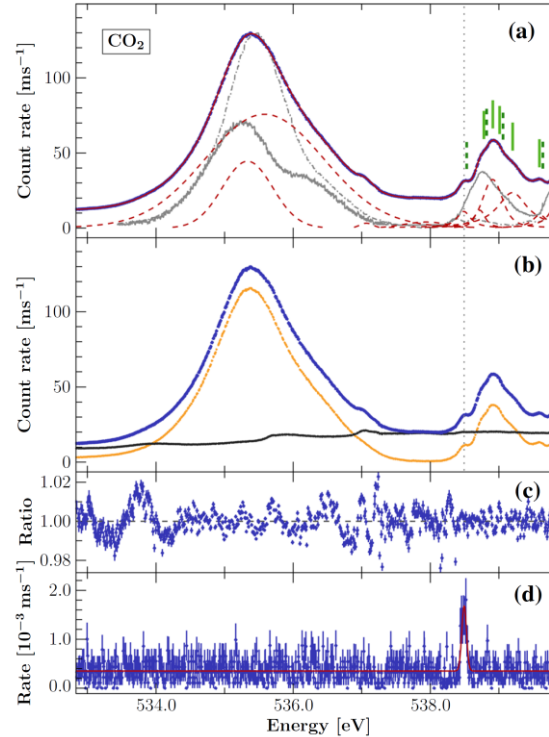 CO2
(a)
Count rate [ms−1]
100
50
0
(b)
Count rate [ms−1]
100
50
0
(c)
Ratio
1.02
1.00
0.98
(d)
Rate [10−3 ms−1]
2.0
1.0
0.0
534.0
536.0
538.0
Energy [eV]